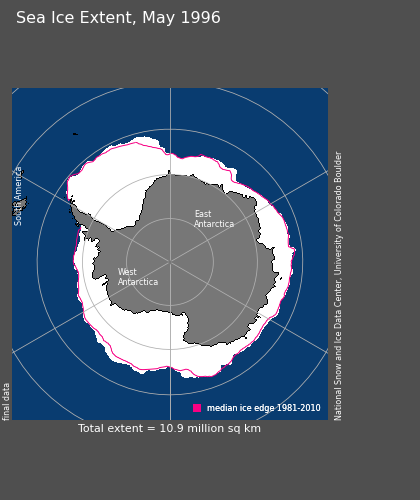 Sea Ice Extent, May 1996
South America
East
Antarctica
West
Antarctica
National Snow and Ice Data Center, University of Colorado Boulder
final data
median ice edge 1981-2010
Total extent = 10.9 million sq km